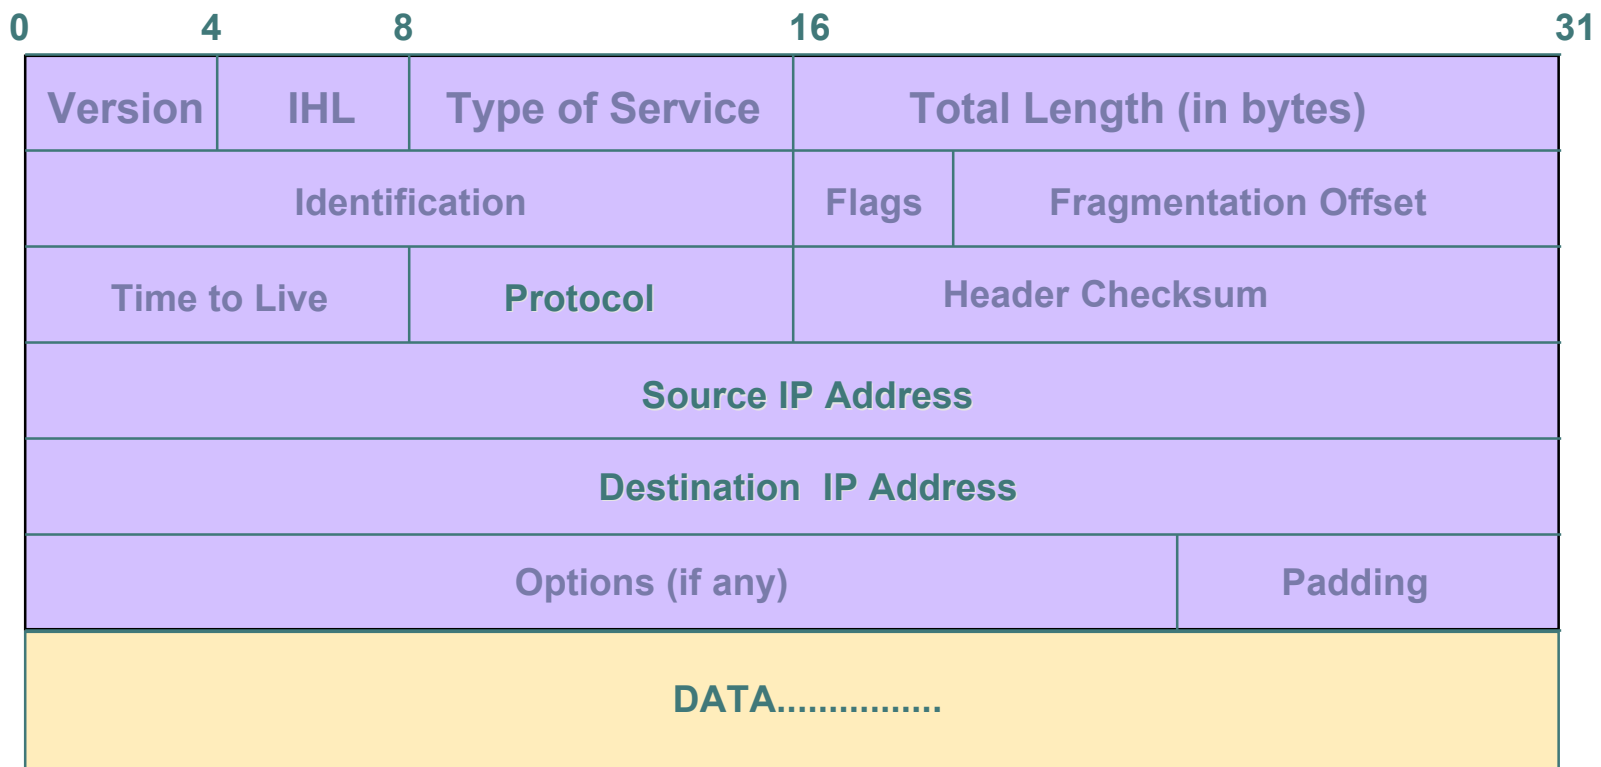 0 4 8 16 31
Version IHL Type of Service Total Length (in bytes)
Identification Flags Fragmentation Offset
Time to Live Protocol Header Checksum
Source IP Address
Destination IP Address
Options (if any) Padding
DATA................